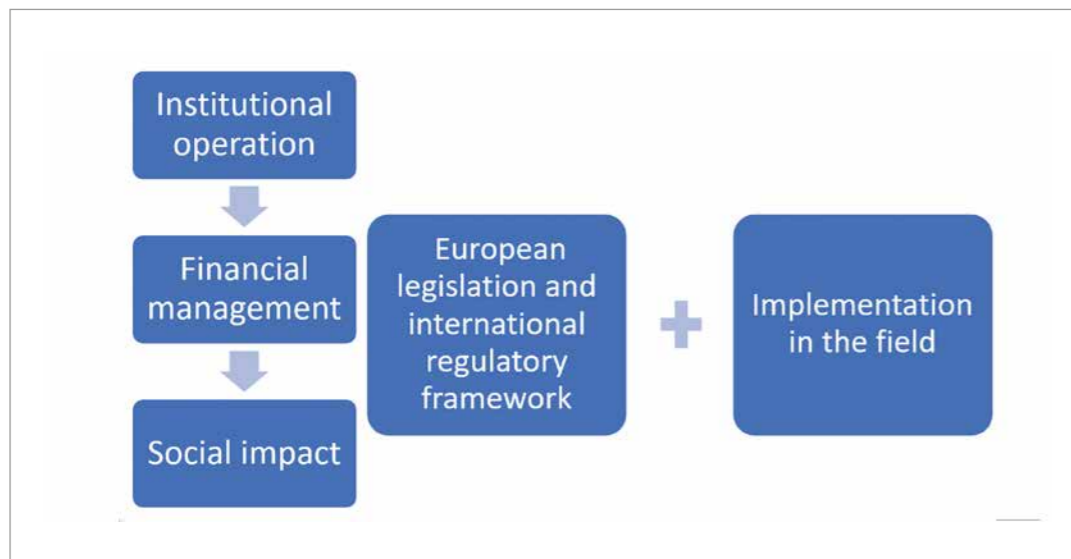 Institutional
operation
Financial
management
Social impact
European
legislation and
international
regulatory
framework
Implementation
in the field